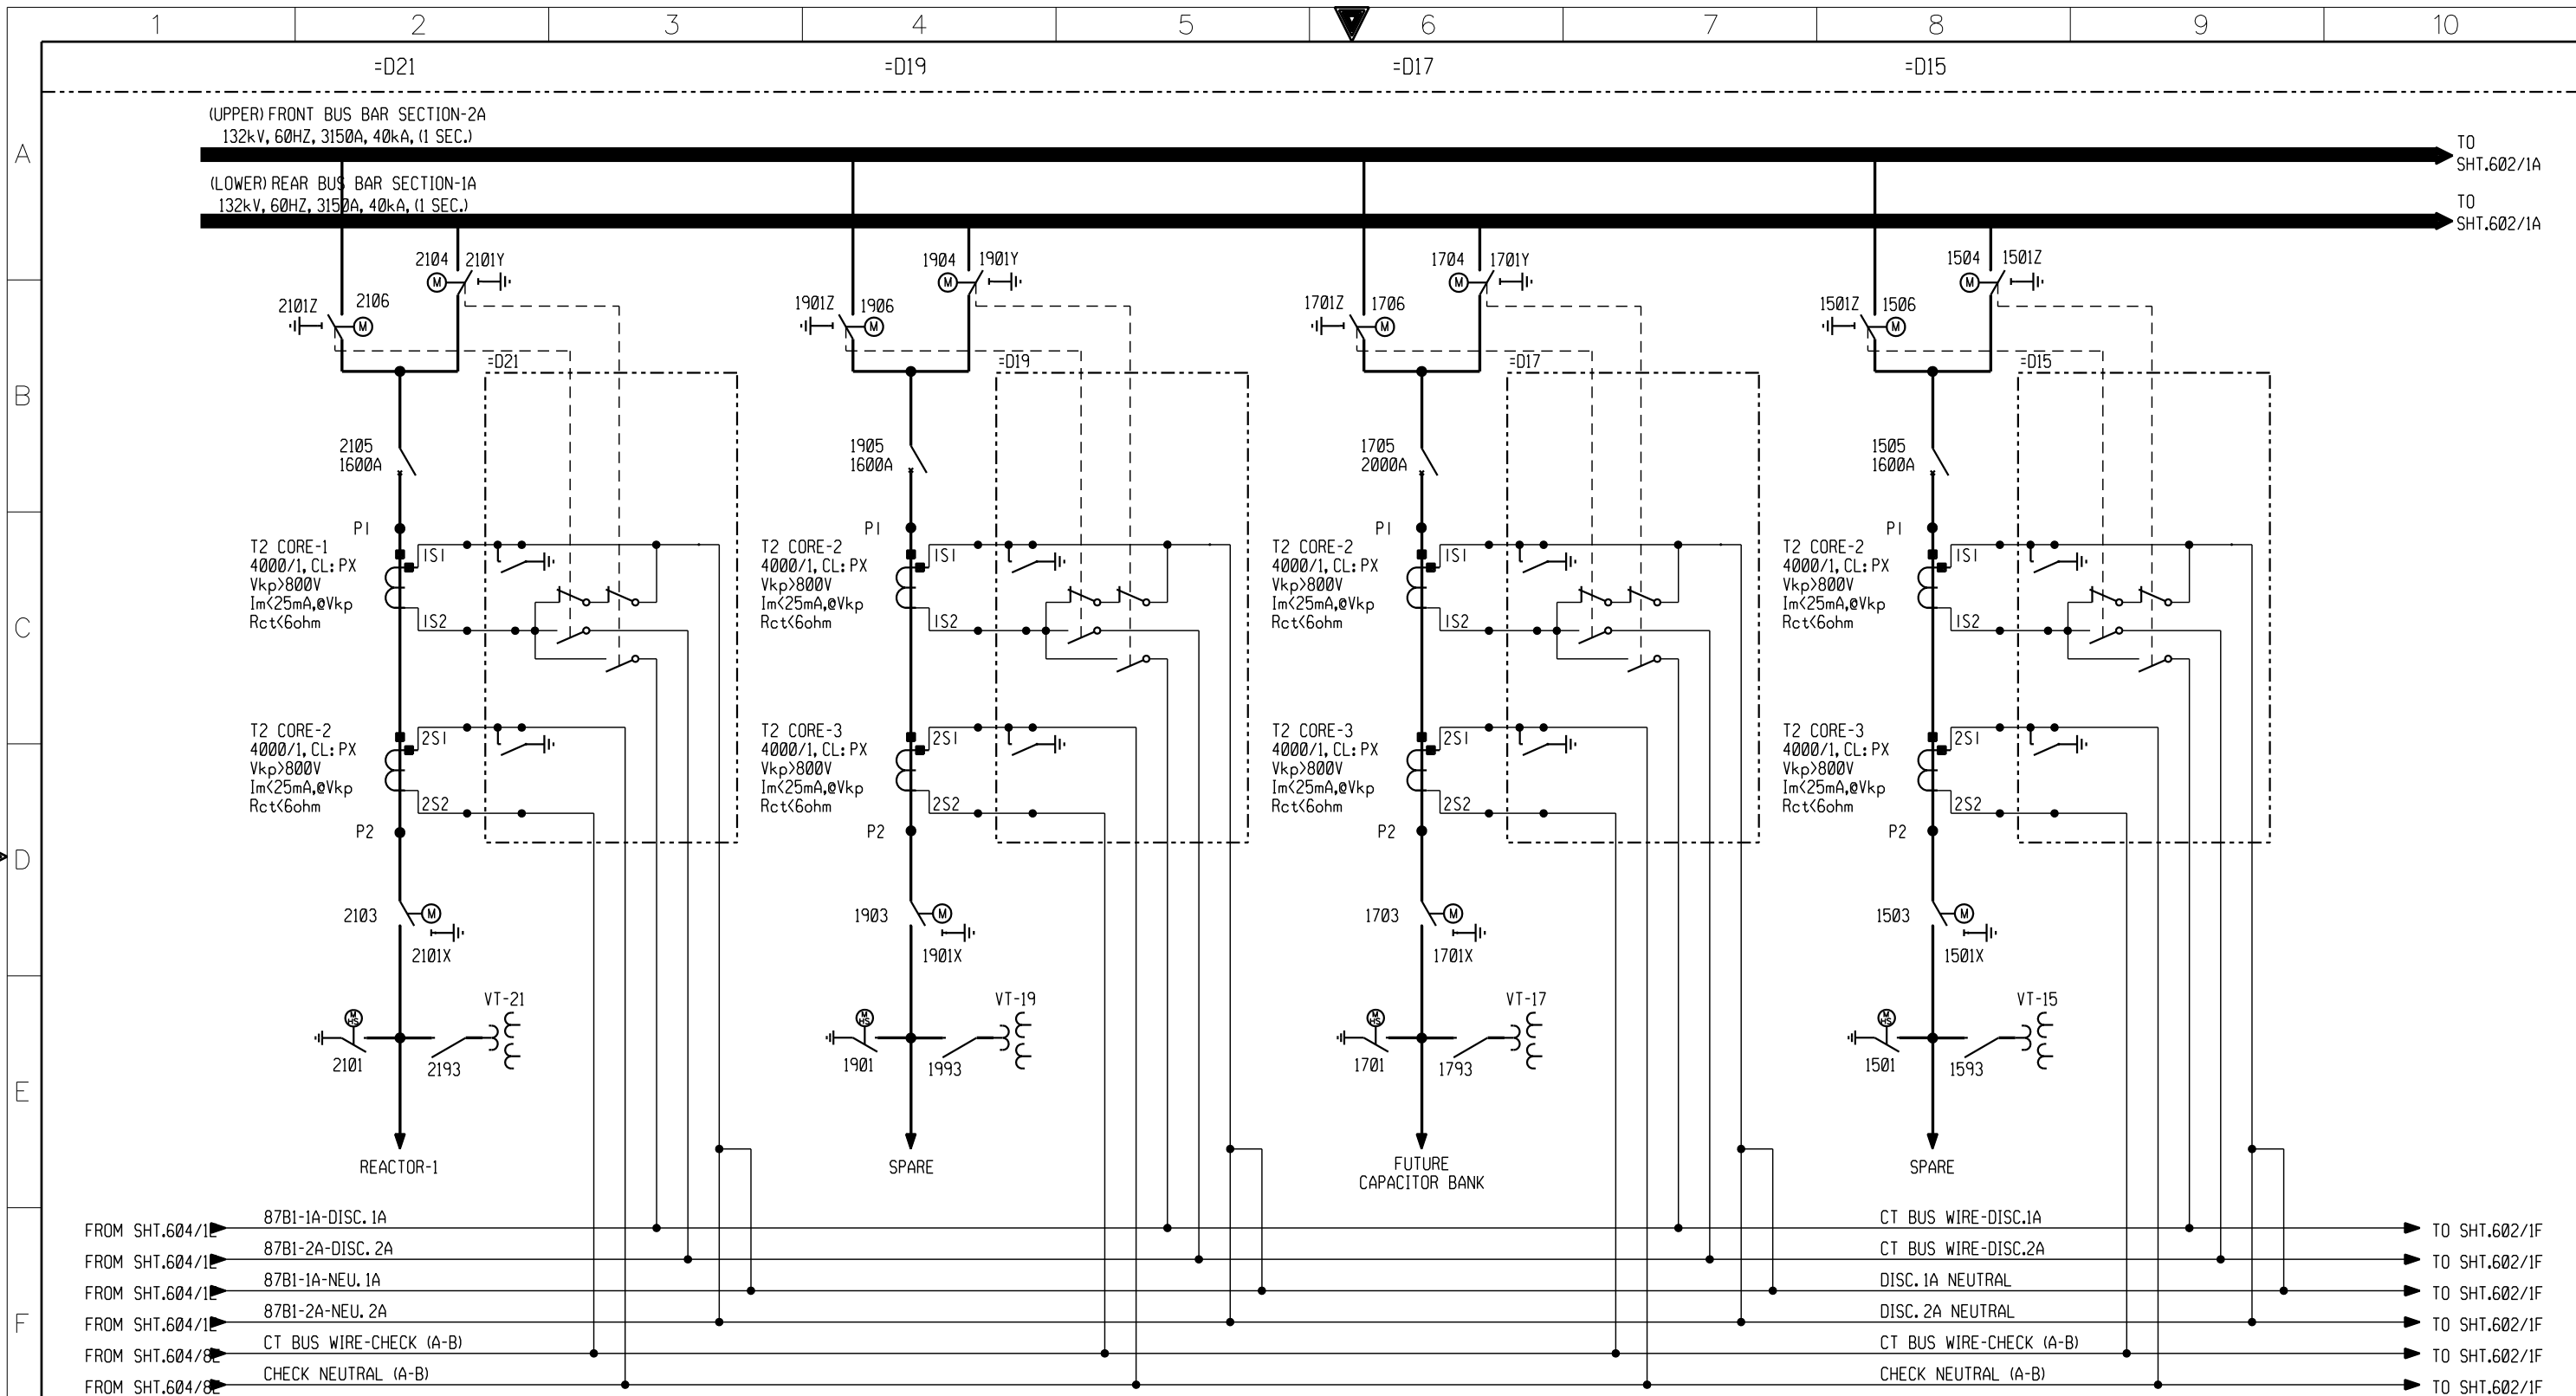 1 2 3 4 5 6 7 8 9 10
=D21 =D19 =D17 =D15
A
(UPPER) FRONT BUS BAR SECTION-2A
132kV, 60HZ, 3150A, 40kA, (1 SEC.)
TO
SHT.602/1A
(LOWER) REAR BUS BAR SECTION-1A
132kV, 60HZ, 3150A, 40kA, (1 SEC.)
TO
SHT.602/1A
2104 2101Y 1904 1901Y 1704 1701Y 1504 1501Z
M M M M
2101Z 2106 1901Z 1906 1701Z 1706 1501Z 1506
M M M M
=D21 =D19 =D17 =D15
B
2105 1905 1705 1505
1600A 1600A 2000A 1600A
P1 P1 P1 P1
T2 CORE-1 1S1 T2 CORE-2 1S1 T2 CORE-2 1S1 T2 CORE-2 1S1
4000/1, CL: PX 4000/1, CL: PX 4000/1, CL: PX 4000/1, CL: PX
Vkp>800V Vkp>800V Vkp>800V Vkp>800V
Im<25mA,@Vkp Im<25mA,@Vkp Im<25mA,@Vkp Im<25mA,@Vkp
Rct<6ohm 1S2 Rct<6ohm 1S2 Rct<6ohm 1S2 Rct<6ohm 1S2
C
T2 CORE-2 2S1 T2 CORE-3 2S1 T2 CORE-3 2S1 T2 CORE-3 2S1
4000/1, CL: PX 4000/1, CL: PX 4000/1, CL: PX 4000/1, CL: PX
Vkp>800V Vkp>800V Vkp>800V Vkp>800V
Im<25mA,@Vkp Im<25mA,@Vkp Im<25mA,@Vkp Im<25mA,@Vkp
Rct<6ohm 2S2 Rct<6ohm 2S2 Rct<6ohm 2S2 Rct<6ohm 2S2
P2 P2 P2 P2
D
2103 M 1903 M 1703 M 1503 M
2101X 1901X 1701X 1501X
VT-21 VT-19 VT-17 VT-15
M HS M HS M HS M HS
2101 2193 1901 1993 1701 1793 1501 1593
E
REACTOR-1 SPARE FUTURE CAPACITOR BANK SPARE
F
FROM SHT.604/1E 87B1-1A-DISC. 1A CT BUS WIRE-DISC.1A TO SHT.602/1F
FROM SHT.604/1E 87B1-2A-DISC. 2A CT BUS WIRE-DISC.2A TO SHT.602/1F
FROM SHT.604/1E 87B1-1A-NEU. 1A DISC. 1A NEUTRAL TO SHT.602/1F
FROM SHT.604/1E 87B1-2A-NEU. 2A DISC. 2A NEUTRAL TO SHT.602/1F
FROM SHT.604/8E CT BUS WIRE-CHECK (A-B) CT BUS WIRE-CHECK (A-B) TO SHT.602/1F
FROM SHT.604/8E CHECK NEUTRAL (A-B) CHECK NEUTRAL (A-B) TO SHT.602/1F